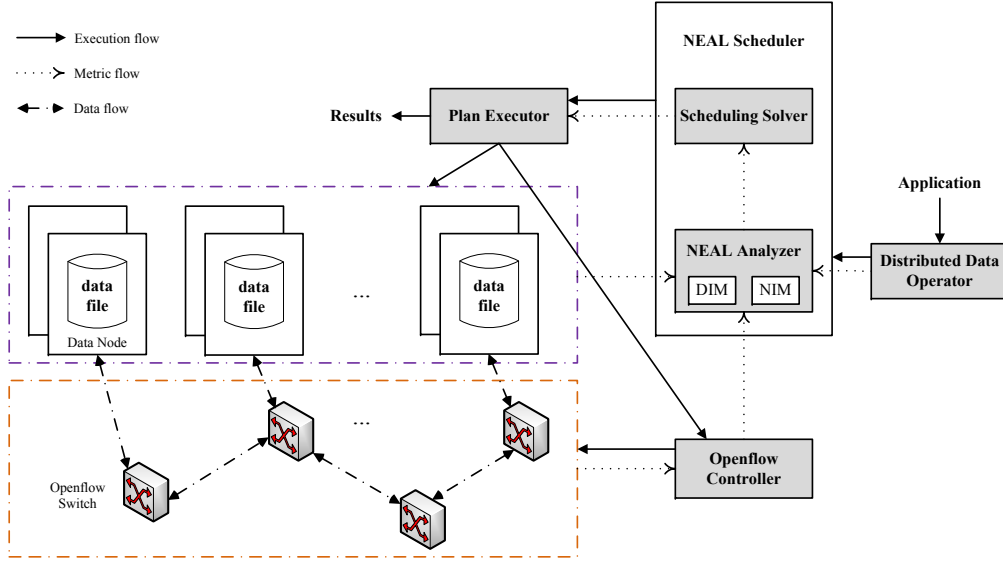 Execution flow
Metric flow
Data flow
NEAL Scheduler
Results
Plan Executor
Scheduling Solver
Application
NEAL Analyzer
DIM
NIM
Distributed Data
Operator
data
file
Data Node
data
file
...
data
file
...
Openflow
Switch
Openflow
Controller